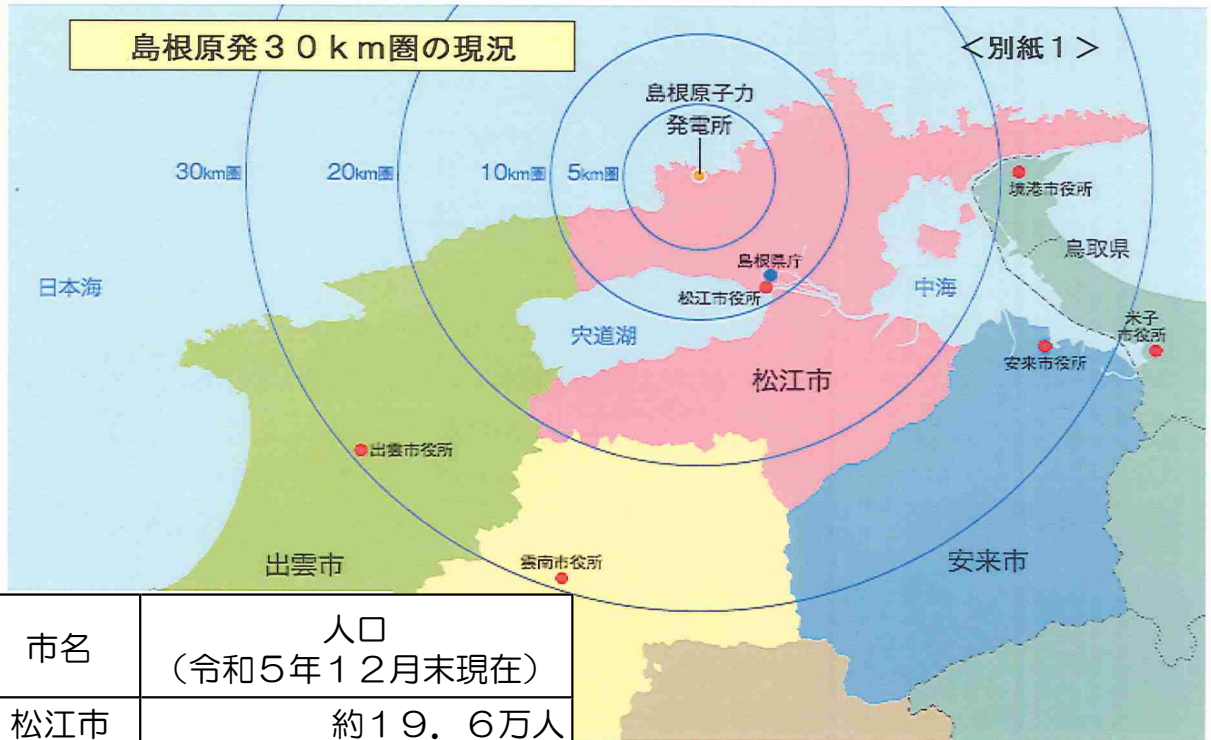 島根原発30km圏の現況
<別紙1>
島根原子力
発電所
30km圏
20km圏
10km圏
5km圏
境港市役所
鳥取県
島根県庁
松江市役所
日本海
中海
宍道湖
米子
市役所
安来市役所
松江市
出雲市役所
雲南市役所
出雲市
安来市
市名
人口
(令和5年12月末現在)
松江市
約19.6万人